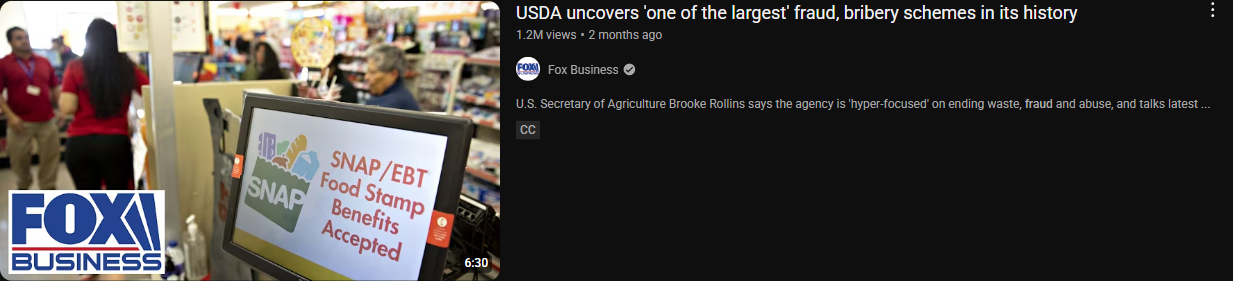 SNAP/EBT
Food Stamp
Benefits
Accepted
SNAP
FOX
BUSINESS
6:30
USDA uncovers 'one of the largest' fraud, bribery schemes in its history
1.2M views • 2 months ago
Fox Business
U.S. Secretary of Agriculture Brooke Rollins says the agency is 'hyper-focused' on ending waste, fraud and abuse, and talks latest ...
CC